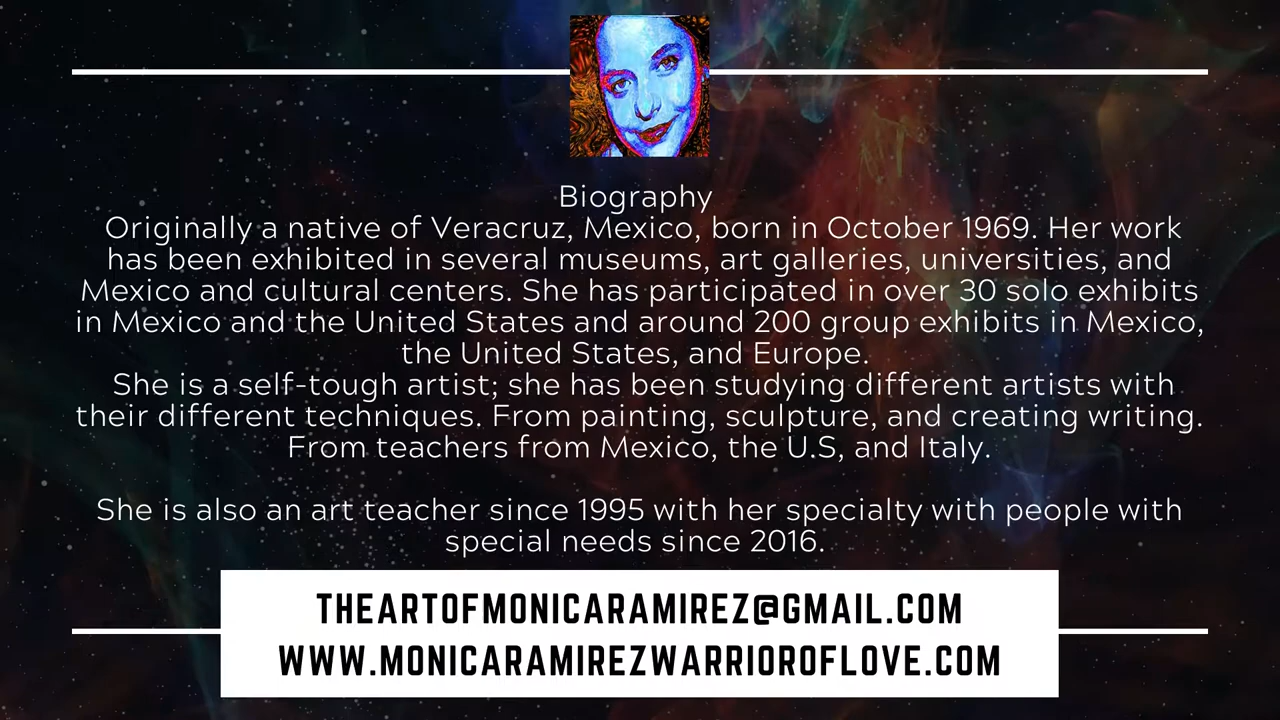 Biography
Originally a native of Veracruz, Mexico, born in October 1969. Her work
has been exhibited in several museums, art galleries, universities, and
Mexico and cultural centers. She has participated in over 30 solo exhibits
in Mexico and the United States and around 200 group exhibits in Mexico,
the United States, and Europe.
She is a self-tough artist; she has been studying different artists with
their different techniques. From painting, sculpture, and creating writing.
From teachers from Mexico, the U.S, and Italy.
She is also an art teacher since 1995 with her specialty with people with
special needs since 2016.
THEARTOFMONICARAMIREZ@GMAIL.COM
WWW.MONICARAMIREZWARRIOROFLOVE.COM